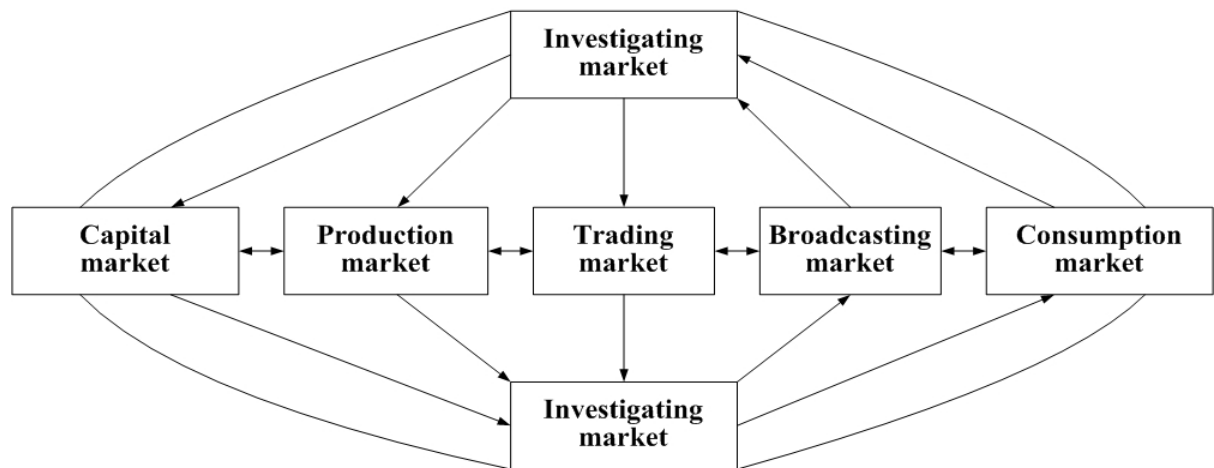 Investigating
market
Capital
market
Production
market
Trading
market
Broadcasting
market
Consumption
market
Investigating
market